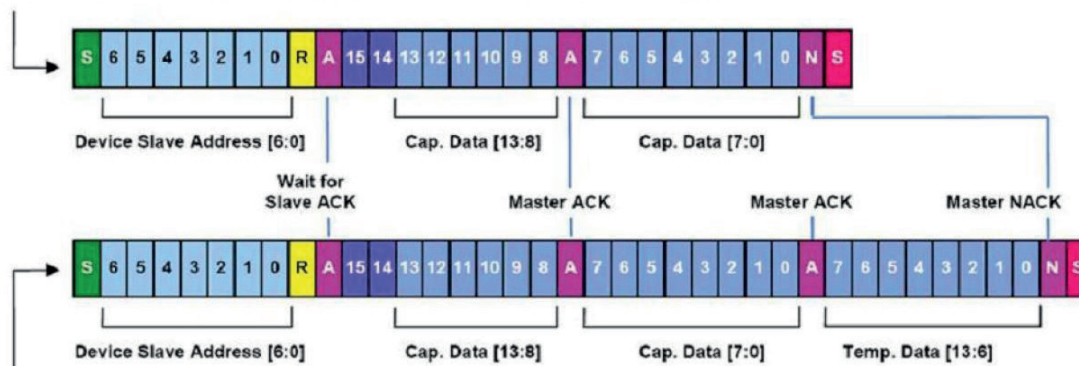 S 6 5 4 3 2 1 0 R A 15 14 13 12 11 10 9 8 A 7 6 5 4 3 2 1 0 N S
Device Slave Address [6:0] Cap. Data [13:8] Cap. Data [7:0]
Wait for
Slave ACK Master ACK Master ACK Master NACK
S 6 5 4 3 2 1 0 R A 15 14 13 12 11 10 9 8 A 7 6 5 4 3 2 1 0 A 7 6 5 4 3 2 1 0 N S
Device Slave Address [6:0] Cap. Data [13:8] Cap. Data [7:0] Temp. Data [13:6]